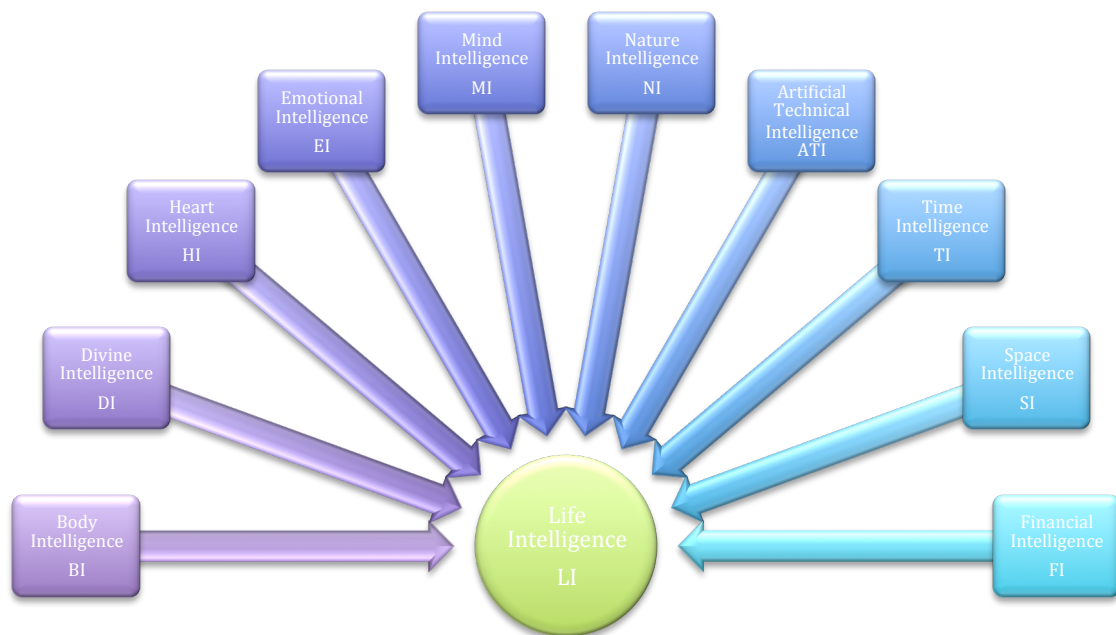 Mind
Intelligence
MI
Nature
Intelligence
NI
Emotional
Intelligence
EI
Artificial
Technical
Intelligence
ATI
Heart
Intelligence
HI
Time
Intelligence
TI
Divine
Intelligence
DI
Space
Intelligence
SI
Body
Intelligence
BI
Life
Intelligence
LI
Financial
Intelligence
FI